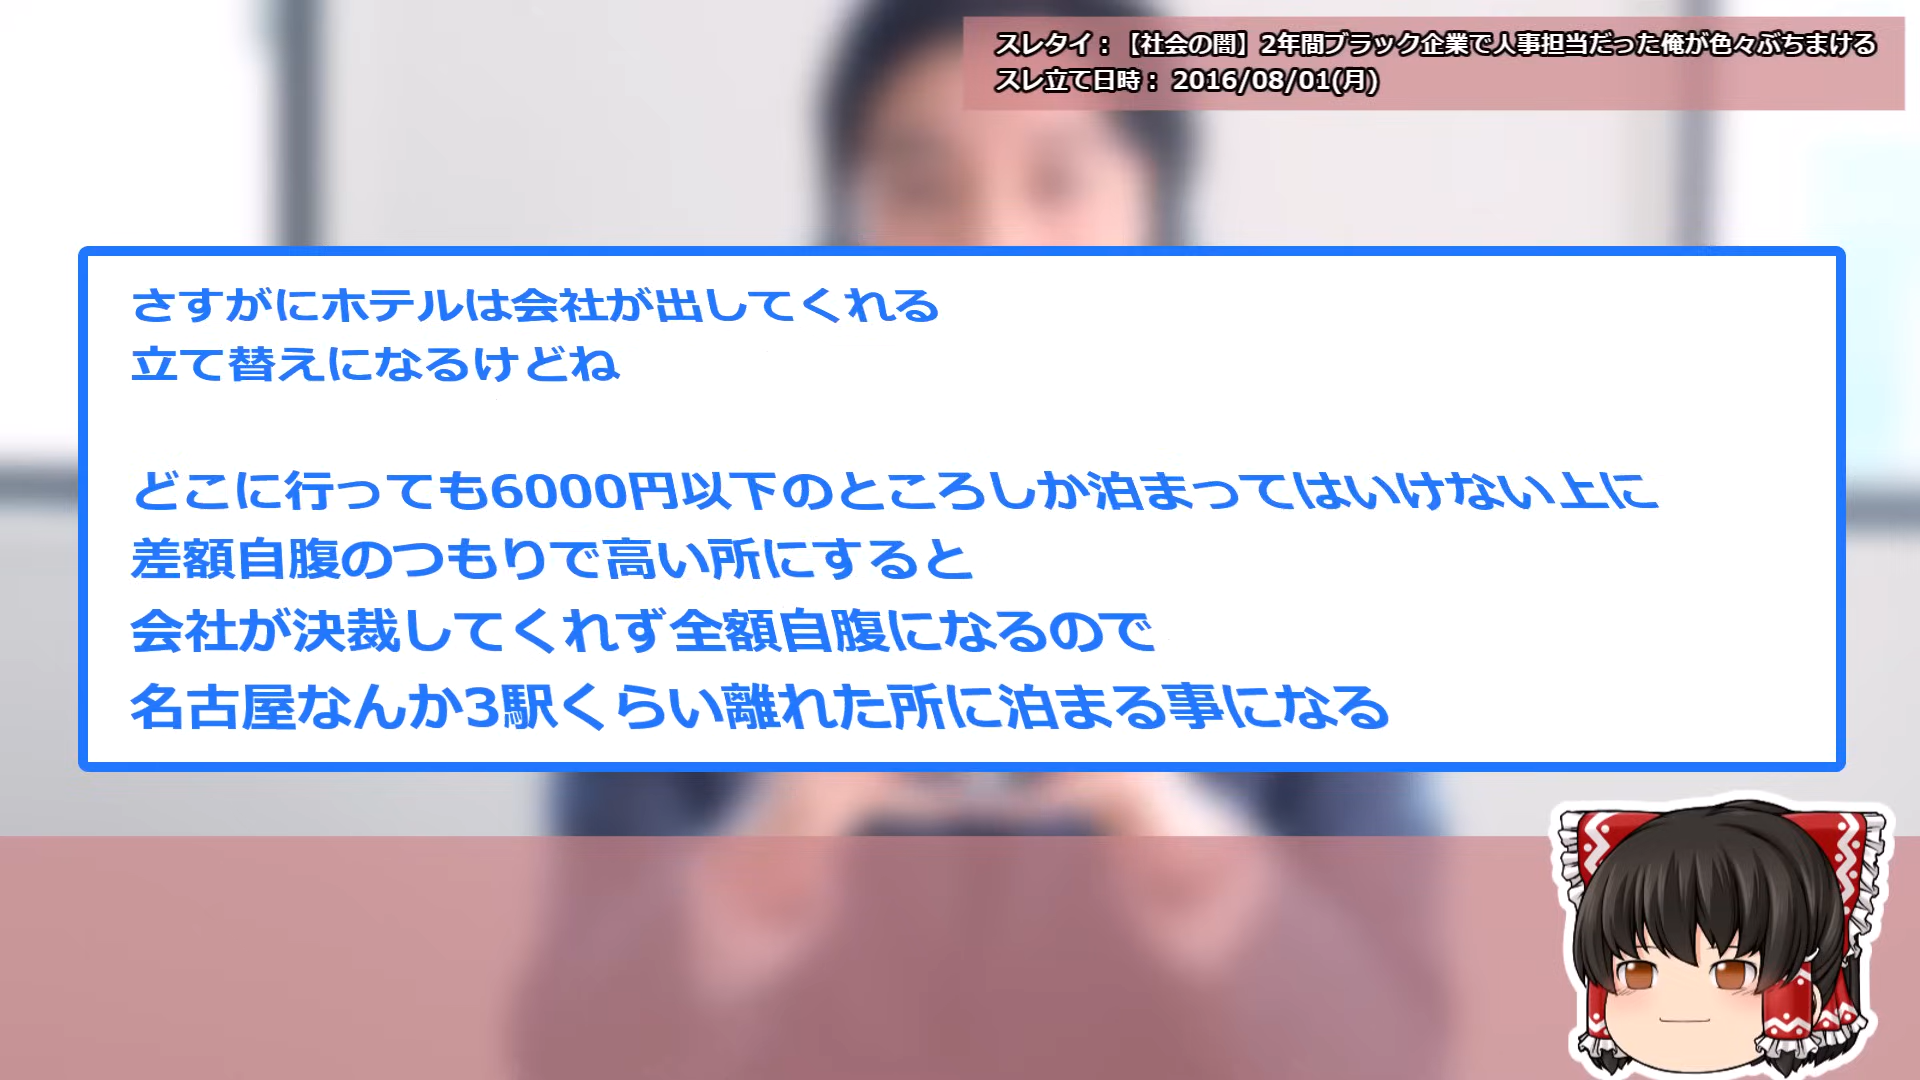 スレタイ：【社会の闇】2年間ブラック企業で人事担当だった俺が色々ぶちまける
スレ立て日時： 2016/08/01(月)
さすがにホテルは会社が出してくれる
立て替えになるけどね
どこに行っても6000円以下のところしか泊まってはいけない上に
差額自腹のつもりで高い所にすると
会社が決裁してくれず全額自腹になるので
名古屋なんか3駅くらい離れた所に泊まる事になる